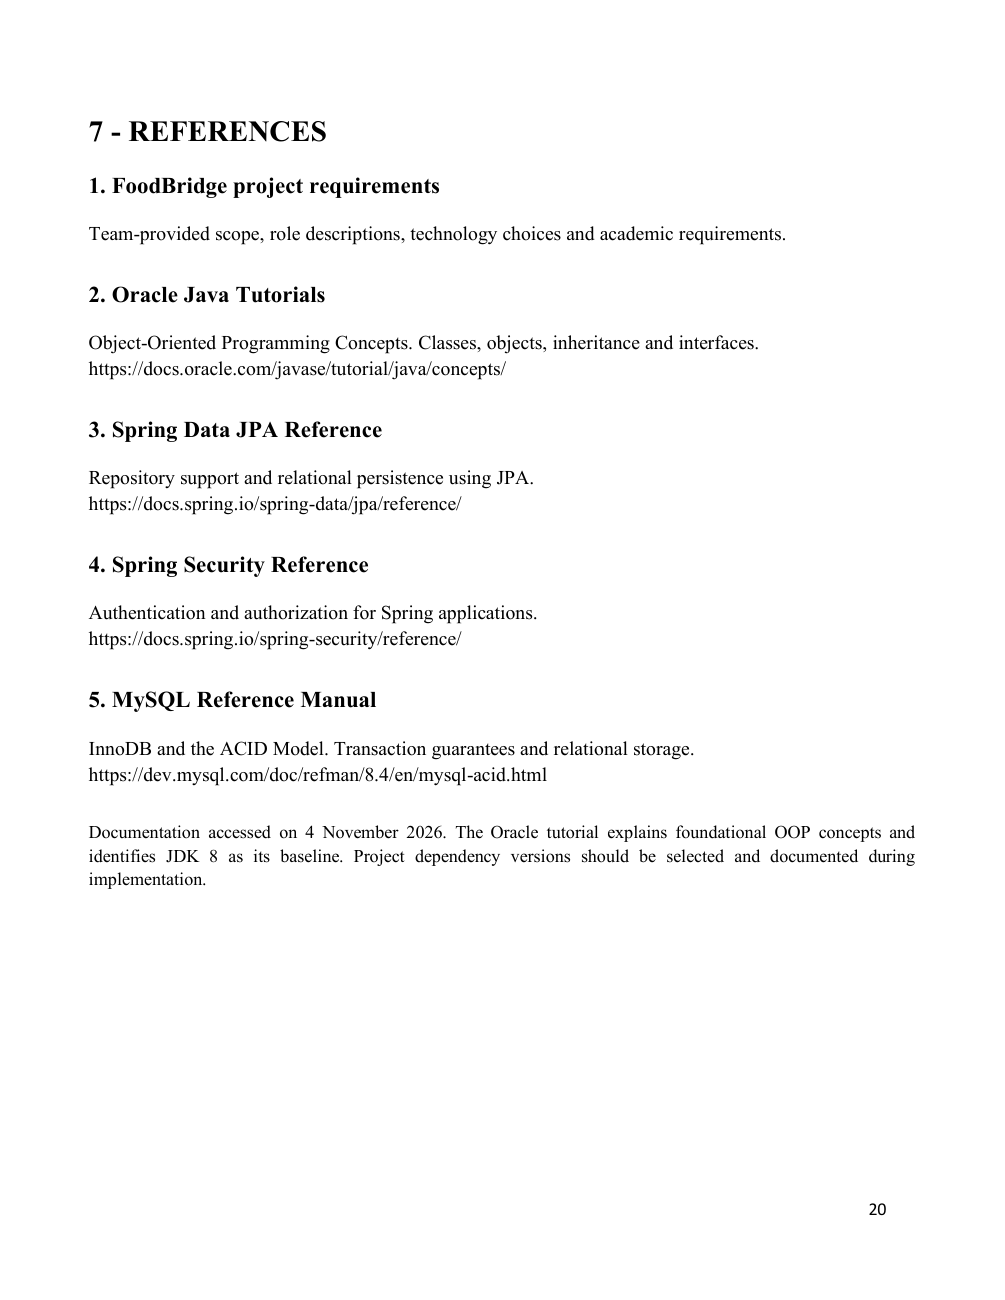 7 - REFERENCES
1. FoodBridge project requirements
Team-provided scope, role descriptions, technology choices and academic requirements.
2. Oracle Java Tutorials
Object-Oriented Programming Concepts. Classes, objects, inheritance and interfaces.
https://docs.oracle.com/javase/tutorial/java/concepts/
3. Spring Data JPA Reference
Repository support and relational persistence using JPA.
https://docs.spring.io/spring-data/jpa/reference/
4. Spring Security Reference
Authentication and authorization for Spring applications.
https://docs.spring.io/spring-security/reference/
5. MySQL Reference Manual
InnoDB and the ACID Model. Transaction guarantees and relational storage.
https://dev.mysql.com/doc/refman/8.4/en/mysql-acid.html
Documentation accessed on 4 November 2026. The Oracle tutorial explains foundational OOP concepts and
identifies JDK 8 as its baseline. Project dependency versions should be selected and documented during
implementation.
20